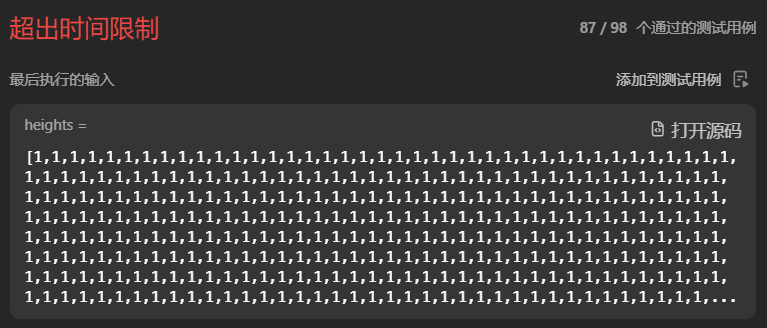 超出时间限制
87 / 98 个通过的测试用例
最后执行的输入
添加到测试用例
heights =
打开源码
[1,1,1,1,1,1,1,1,1,1,1,1,1,1,1,1,1,1,1,1,1,1,1,1,1,1,1,1,1,1,1,1,1,1,1,1,1,1,1,
1,1,1,1,1,1,1,1,1,1,1,1,1,1,1,1,1,1,1,1,1,1,1,1,1,1,1,1,1,1,1,1,1,1,1,1,1,1,1,
1,1,1,1,1,1,1,1,1,1,1,1,1,1,1,1,1,1,1,1,1,1,1,1,1,1,1,1,1,1,1,1,1,1,1,1,1,1,1,
1,1,1,1,1,1,1,1,1,1,1,1,1,1,1,1,1,1,1,1,1,1,1,1,1,1,1,1,1,1,1,1,1,1,1,1,1,1,1,
1,1,1,1,1,1,1,1,1,1,1,1,1,1,1,1,1,1,1,1,1,1,1,1,1,1,1,1,1,1,1,1,1,1,1,1,1,1,1,
1,1,1,1,1,1,1,1,1,1,1,1,1,1,1,1,1,1,1,1,1,1,1,1,1,1,1,1,1,1,1,1,1,1,1,1,1,1,1,
1,1,1,1,1,1,1,1,1,1,1,1,1,1,1,1,1,1,1,1,1,1,1,1,1,1,1,1,1,1,1,1,1,1,1,1,1,1,1,
1,1,1,1,1,1,1,1,1,1,1,1,1,1,1,1,1,1,1,1,1,1,1,1,1,1,1,1,1,1,1,1,1,1,1,1,1,1,...